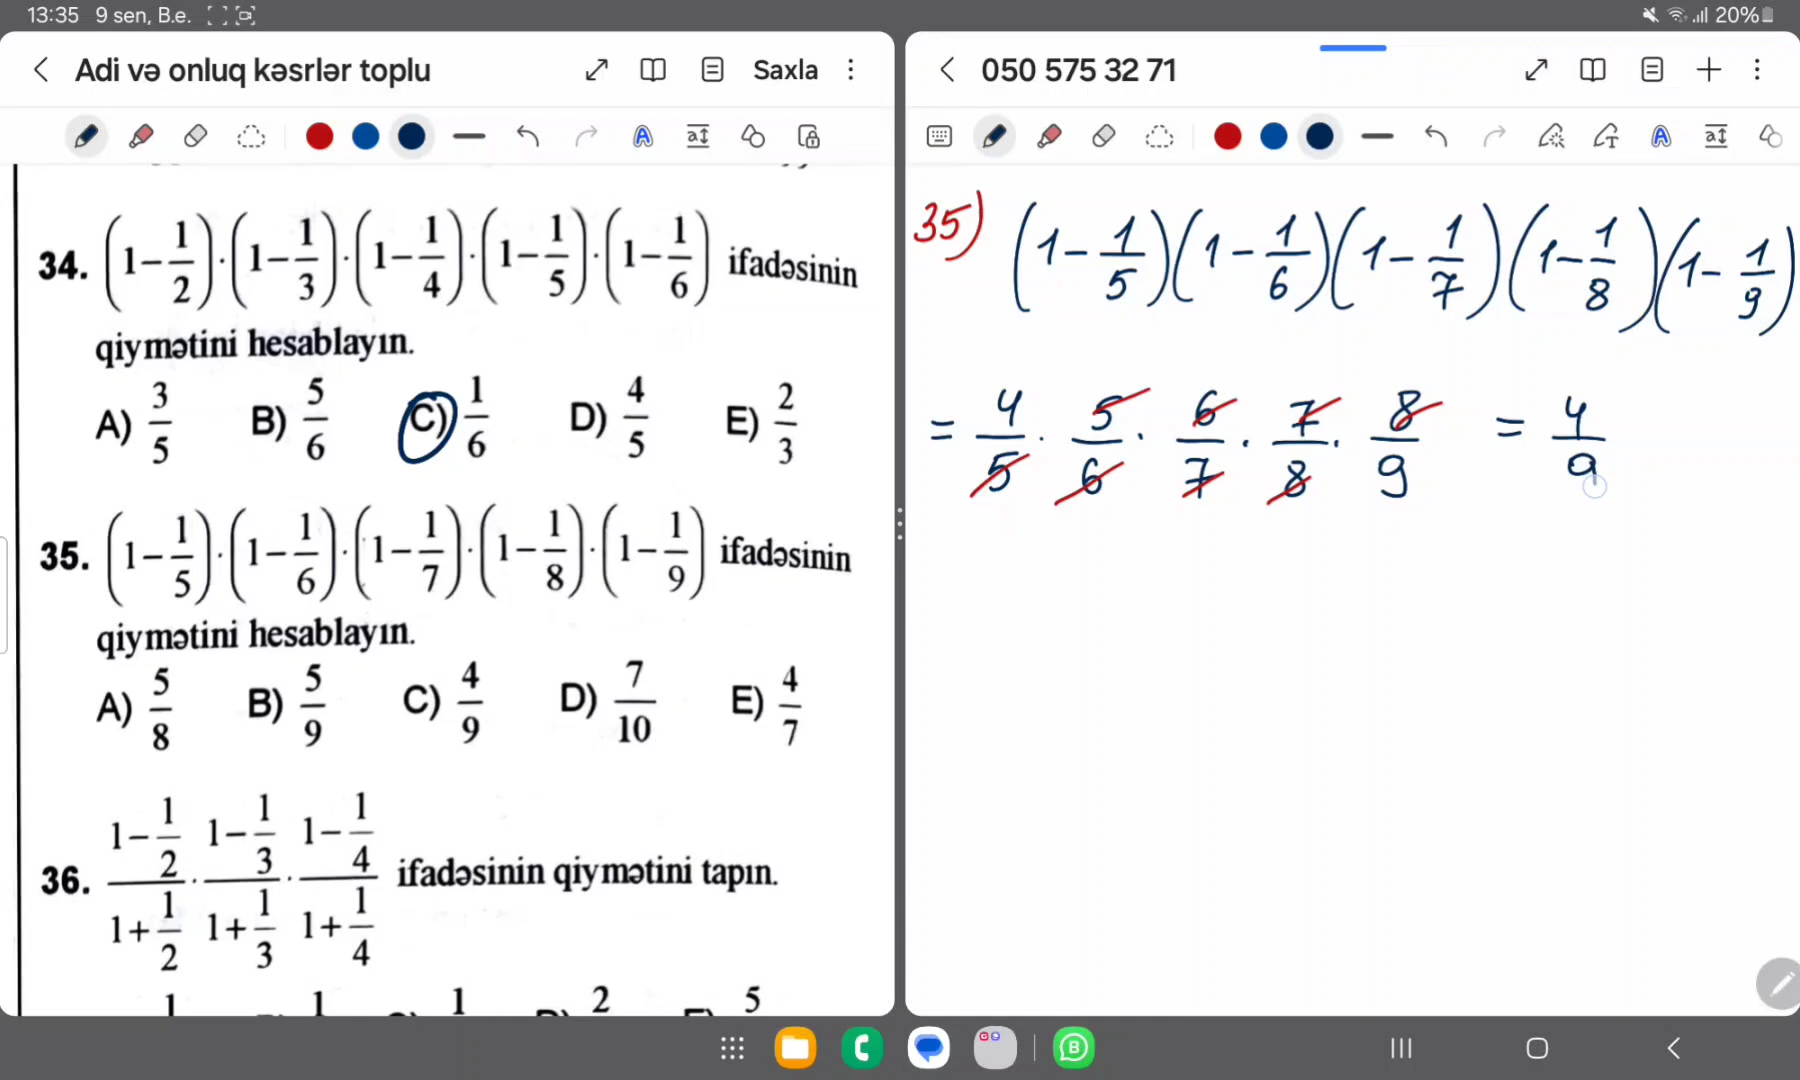 13:35 9 sen, B.e. 20%
Adi və onluq kəsrlər toplu Saxla
34. (1 - 1/2) · (1 - 1/3) · (1 - 1/4) · (1 - 1/5) · (1 - 1/6) ifadəsinin
qiymətini hesablayın.
A) 3/5 B) 5/6 C) 1/6 D) 4/5 E) 2/3
35. (1 - 1/5) · (1 - 1/6) · (1 - 1/7) · (1 - 1/8) · (1 - 1/9) ifadəsinin
qiymətini hesablayın.
A) 5/8 B) 5/9 C) 4/9 D) 7/10 E) 4/7
36. (1 - 1/2)/(1 + 1/2) · (1 - 1/3)/(1 + 1/3) · (1 - 1/4)/(1 + 1/4) ifadəsinin qiymətini tapın.
1 1 1 2 5
050 575 32 71
35) (1 - 1/5)(1 - 1/6)(1 - 1/7)(1 - 1/8)(1 - 1/9)
= 4/5 · 5/6 · 6/7 · 7/8 · 8/9 = 4/9